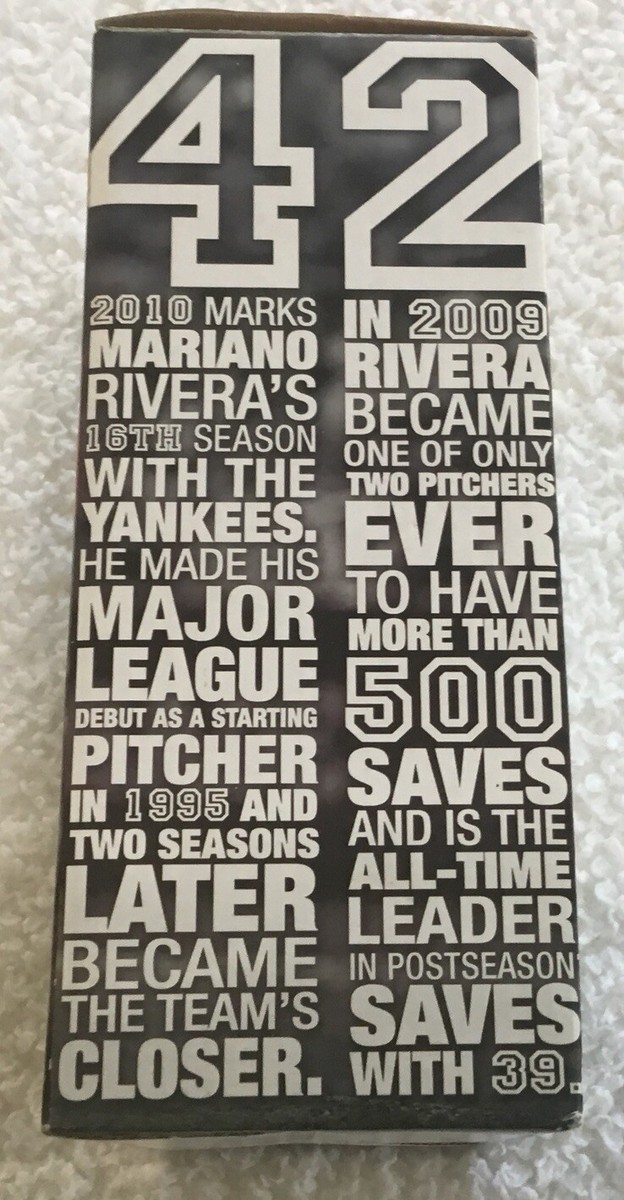 42
2010 MARKS
MARIANO
RIVERA'S
16TH SEASON
WITH THE
YANKEES.
HE MADE HIS
MAJOR
LEAGUE
DEBUT AS A STARTING
PITCHER
IN 1995 AND
TWO SEASONS
LATER
BECAME
THE TEAM'S
CLOSER.
IN 2009
RIVERA
BECAME
ONE OF ONLY
TWO PITCHERS
EVER
TO HAVE
MORE THAN
500
SAVES
AND IS THE
ALL-TIME
LEADER
IN POSTSEASON
SAVES
WITH 39.